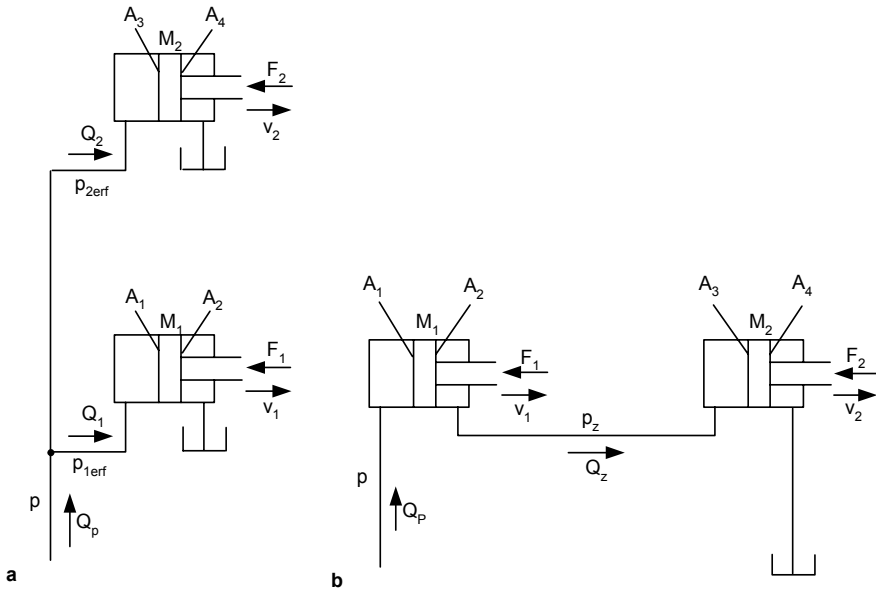 A3 A4
M2
F2
v2
Q2
p2erf
A1 A2
M1
F1
v1
Q1
p1erf
p
Qp
a
A1 A2
M1
F1
v1
pz
Qz
p
QP
A3 A4
M2
F2
v2
b